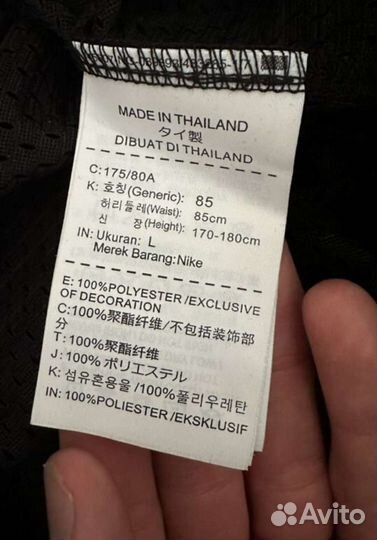 MADE IN THAILAND
タイ製
DIBUAT DI THAILAND
C: 175/80A
K: 호칭(Generic): 85
허리둘레(Waist): 85cm
신 장(Height): 170-180cm
IN: Ukuran: L
Merek Barang: Nike
E: 100%POLYESTER /EXCLUSIVE
OF DECORATION
C: 100%聚酯纤维/不包括装饰部
分
T: 100%聚酯纤维
J: 100% ポリエステル
K: 섬유혼용율/100%폴리우레탄
IN: 100%POLIESTER /EKSKLUSIF
Avito